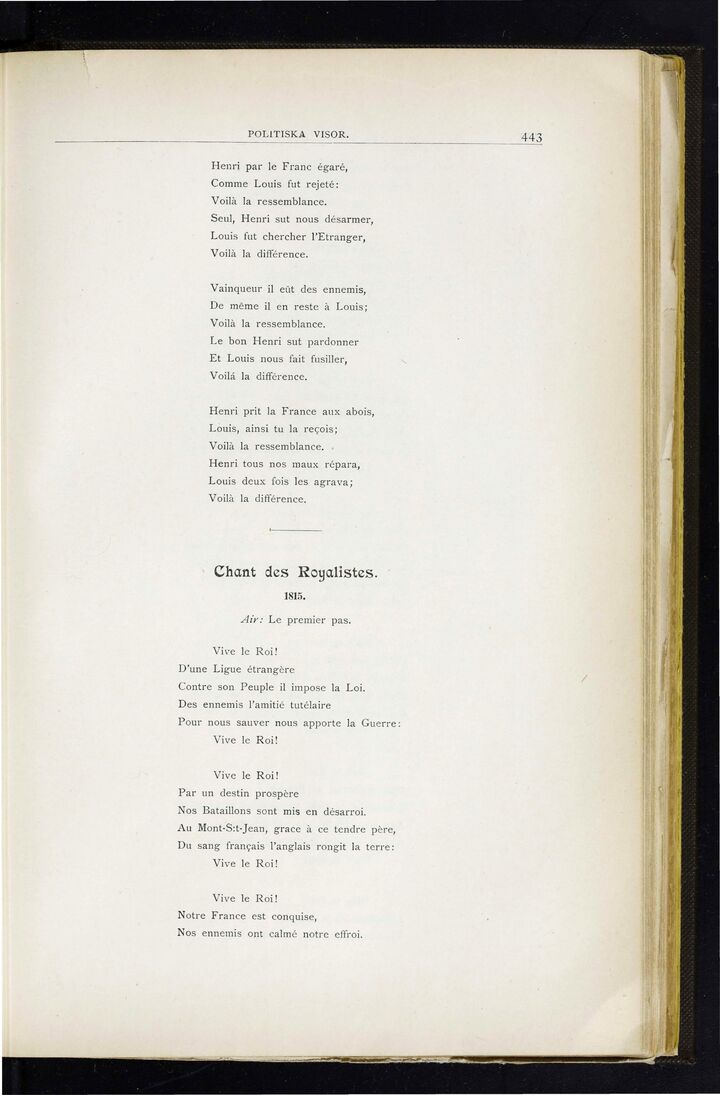 POLITISKA VISOR. 443
Henri par le Franc égaré,
Comme Louis fut rejeté:
Voilà la ressemblance.
Seul, Henri sut nous désarmer,
Louis fut chercher l'Etranger,
Voilà la différence.
Vainqueur il eût des ennemis,
De même il en reste à Louis;
Voilà la ressemblance.
Le bon Henri sut pardonner
Et Louis nous fait fusiller,
Voilá la différence.
Henri prit la France aux abois,
Louis, ainsi tu la reçois;
Voilà la ressemblance.
Henri tous nos maux répara,
Louis deux fois les agrava;
Voilà la différence.
Chant des Royalistes.
1815.
Air: Le premier pas.
Vive le Roi!
D'une Ligue étrangère
Contre son Peuple il impose la Loi.
Des ennemis l'amitié tutélaire
Pour nous sauver nous apporte la Guerre:
Vive le Roi!
Vive le Roi!
Par un destin prospère
Nos Bataillons sont mis en désarroi.
Au Mont-S:t-Jean, grace à ce tendre père,
Du sang français l'anglais rongit la terre:
Vive le Roi!
Vive le Roi!
Notre France est conquise,
Nos ennemis ont calmé notre effroi.